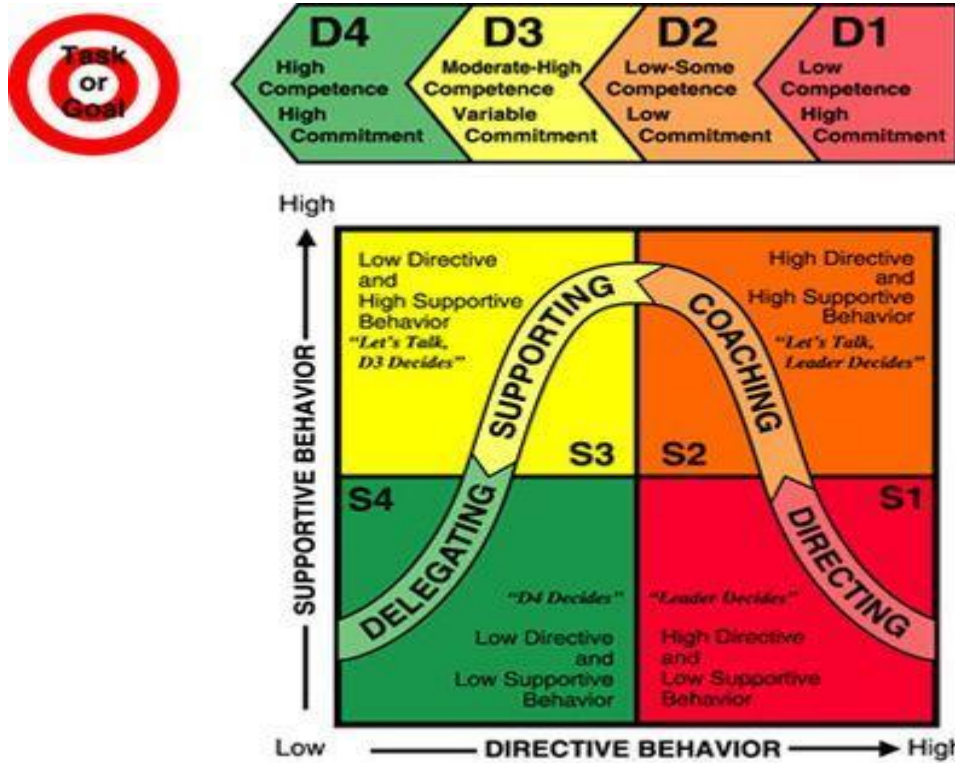 Task
or
Goal
D4
High
Competence
High
Commitment
D3
Moderate-High
Competence
Variable
Commitment
D2
Low-Some
Competence
Low
Commitment
D1
Low
Competence
High
Commitment
High
SUPPORTIVE BEHAVIOR
Low Directive
and
High Supportive
Behavior
"Let's Talk,
D3 Decides"
SUPPORTING
S3
High Directive
and
High Supportive
Behavior
"Let's Talk,
Leader Decides"
COACHING
S2
S4
DELEGATING
"D4 Decides"
Low Directive
and
Low Supportive
Behavior
S1
DIRECTING
"Leader Decides"
High Directive
and
Low Supportive
Behavior
Low
DIRECTIVE BEHAVIOR
High